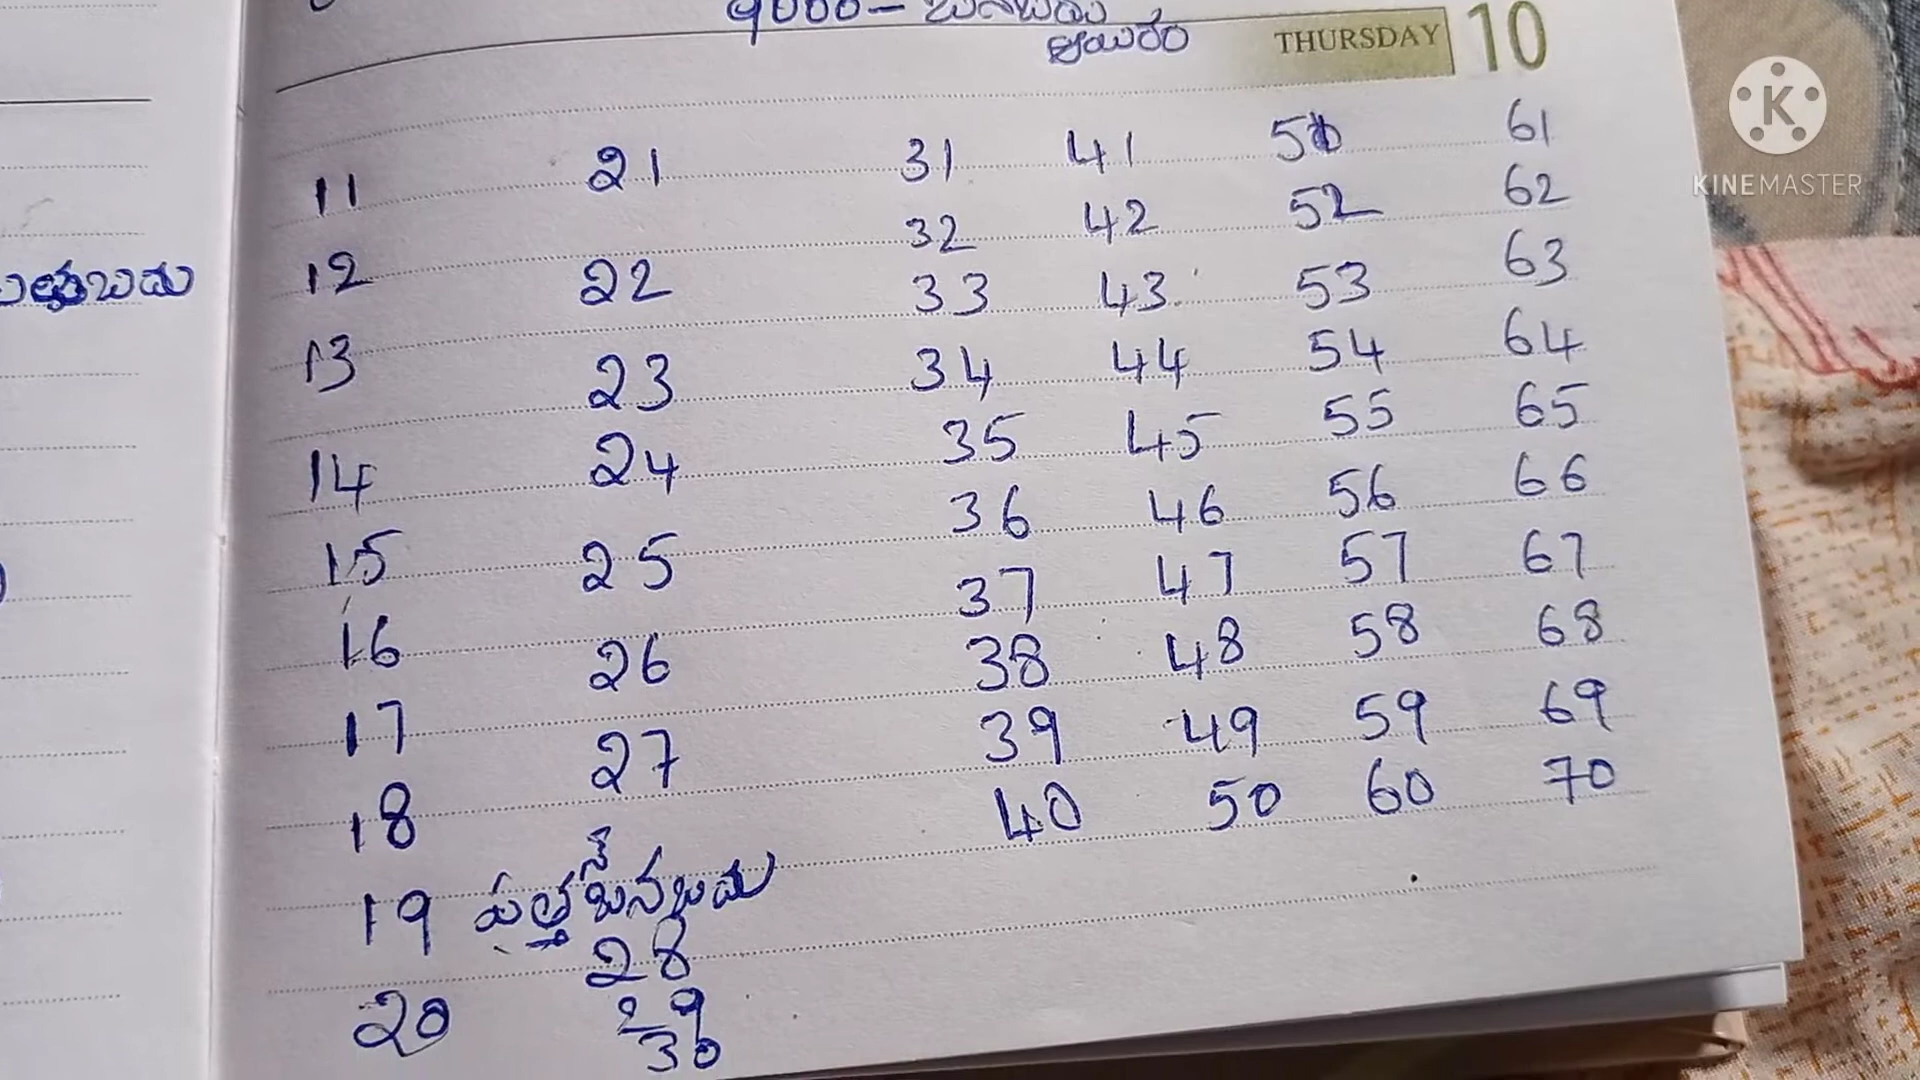 9000 –
THURSDAY 10
11 21 31 41 51 61
12 22 32 42 52 62
13 23 33 43 53 63
14 24 34 44 54 64
15 25 35 45 55 65
16 26 36 46 56 66
17 27 37 47 57 67
18 38 48 58 68
39 49 59 69
40 50 60 70
19
28
20 29
30
KINEMASTER